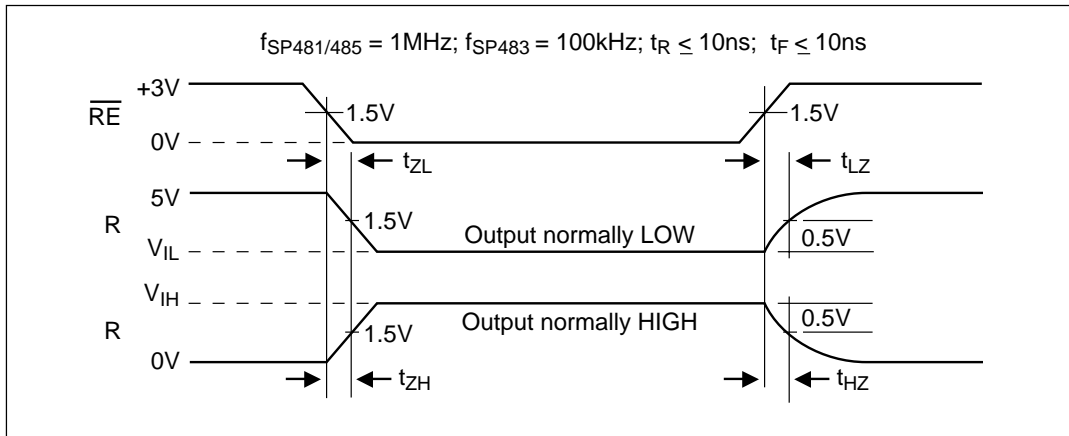 fSP481/485 = 1MHz; fSP483 = 100kHz; tR ≤ 10ns; tF ≤ 10ns
+3V
RE
1.5V
1.5V
0V
tZL
tLZ
5V
R
1.5V
VIL
Output normally LOW
0.5V
VIH
R
1.5V
Output normally HIGH
0.5V
0V
tZH
tHZ